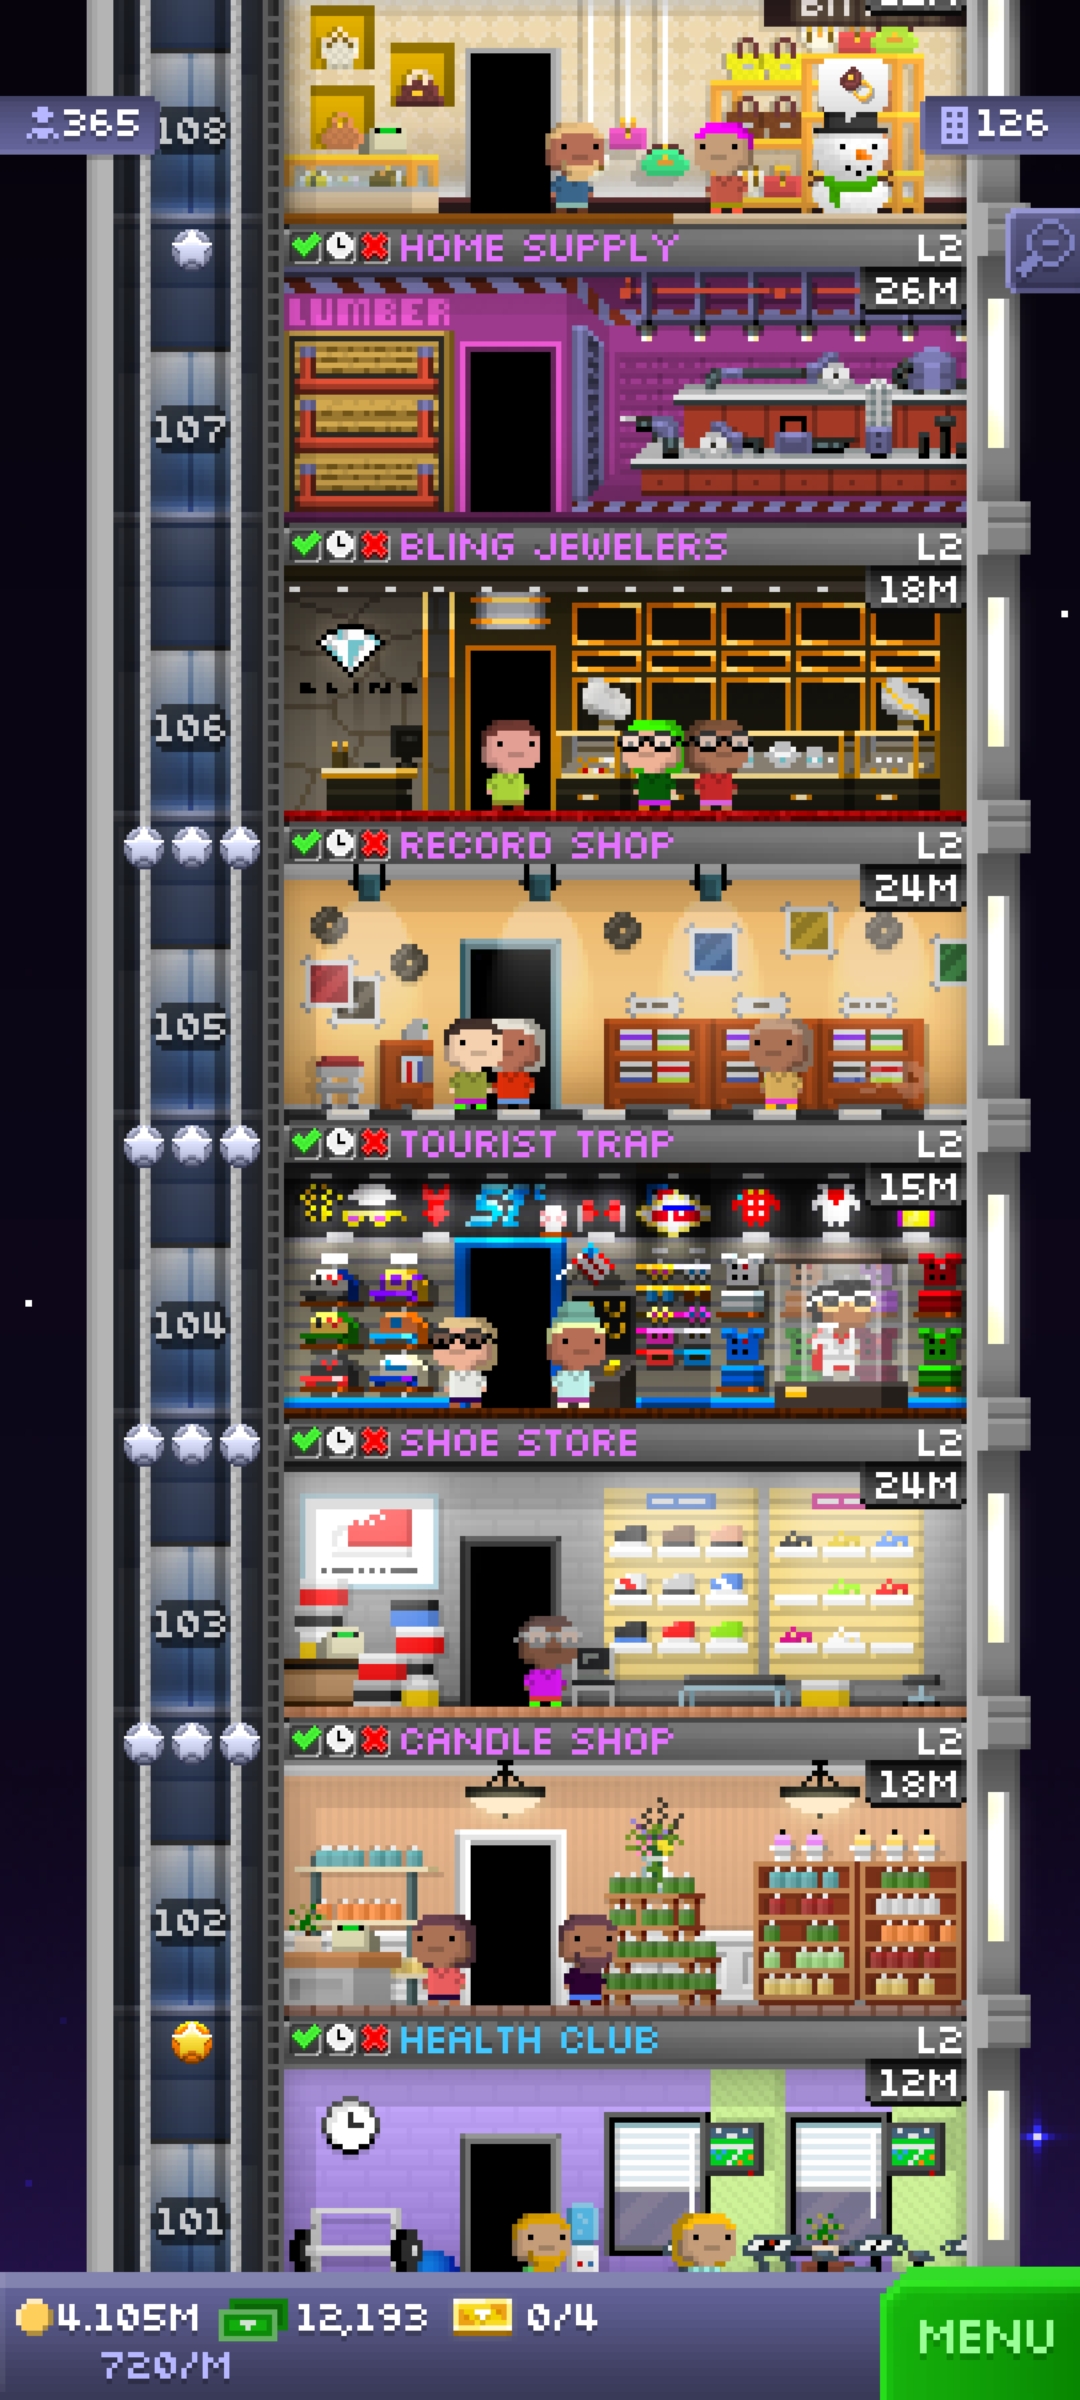 365
108
126
HOME SUPPLY L2
26M
LUMBER
107
BLING JEWELERS L2
18M
BLING
106
RECORD SHOP L2
24M
105
TOURIST TRAP L2
15M
104
SHOE STORE L2
24M
103
CANDLE SHOP L2
18M
102
HEALTH CLUB L2
12M
101
4.105M 12,193 0/4
720/M
MENU